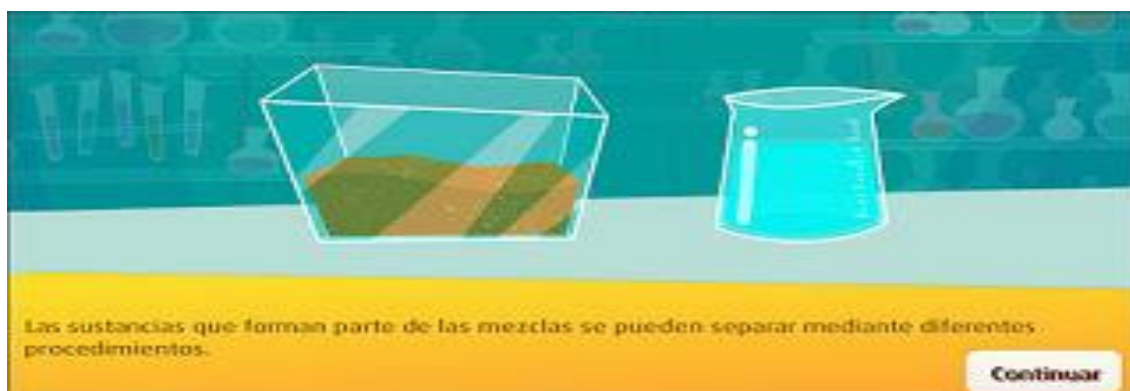 Las sustancias que forman parte de las mezclas se pueden separar mediante diferentes
procedimientos.
Continuar